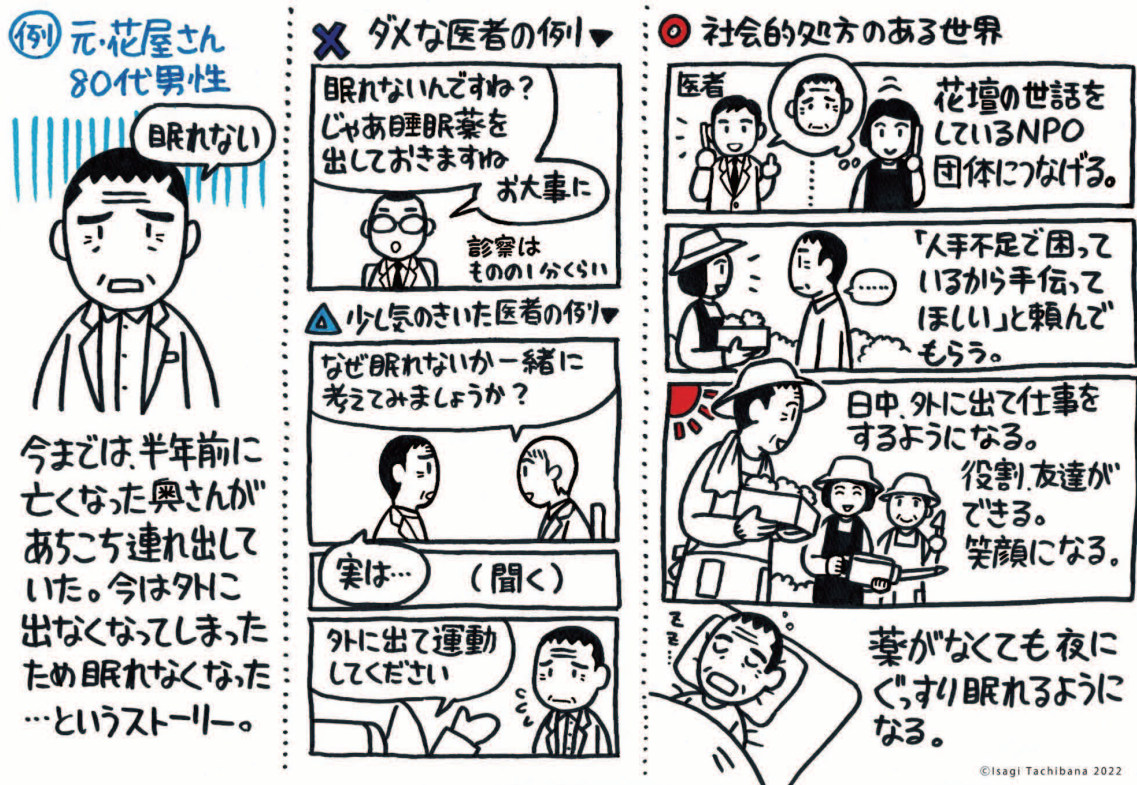 例 元・花屋さん
80代男性
眠れない
今までは、半年前に
亡くなった奥さんが
あちこち連れ出して
いた。今は外に
出なくなってしまった
ため眠れなくなった
…というストーリー。
× ダメな医者の例▼
眠れないんですね?
じゃあ睡眠薬を
出しておきますね
お大事に
診察は
ものの1分くらい
△ 少し気のきいた医者の例▼
なぜ眠れないか一緒に
考えてみましょうか?
実は…
(聞く)
外に出て運動
してください
○ 社会的処方のある世界
医者
花壇の世話を
しているNPO
団体につなげる。
「人手不足で困って
いるから手伝って
ほしい」と頼んで
もらう。
……
日中、外に出て仕事を
するようになる。
役割、友達が
できる。
笑顔になる。
z z z…
薬がなくても夜に
ぐっすり眠れるように
なる。
©Isagi Tachibana 2022